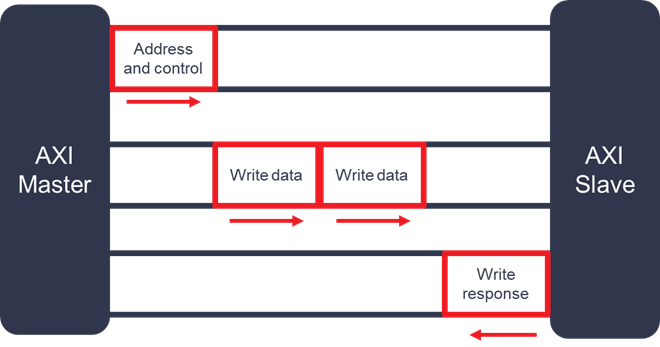 Address
and control
AXI
Master
Write data
Write data
AXI
Slave
Write
response